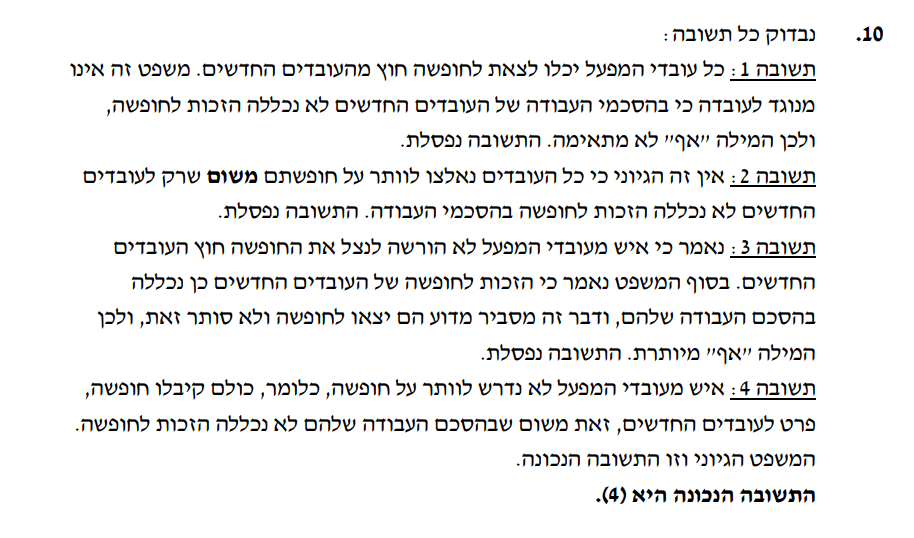 10. נבדוק כל תשובה:
תשובה 1: כל עובדי המפעל יכלו לצאת לחופשה חוץ מהעובדים החדשים. משפט זה אינו
מנוגד לעובדה כי בהסכמי העבודה של העובדים החדשים לא נכללה הזכות לחופשה,
ולכן המילה "אף" לא מתאימה. התשובה נפסלת.
תשובה 2: אין זה הגיוני כי כל העובדים נאלצו לוותר על חופשתם משום שרק לעובדים
החדשים לא נכללה הזכות לחופשה בהסכמי העבודה. התשובה נפסלת.
תשובה 3: נאמר כי איש מעובדי המפעל לא הורשה לנצל את החופשה חוץ העובדים
החדשים. בסוף המשפט נאמר כי הזכות לחופשה של העובדים החדשים כן נכללה
בהסכם העבודה שלהם, ודבר זה מסביר מדוע הם יצאו לחופשה ולא סותר זאת, ולכן
המילה "אף" מיותרת. התשובה נפסלת.
תשובה 4: איש מעובדי המפעל לא נדרש לוותר על חופשה, כלומר, כולם קיבלו חופשה,
פרט לעובדים החדשים, זאת משום שבהסכם העבודה שלהם לא נכללה הזכות לחופשה.
המשפט הגיוני וזו התשובה הנכונה.
התשובה הנכונה היא (4).